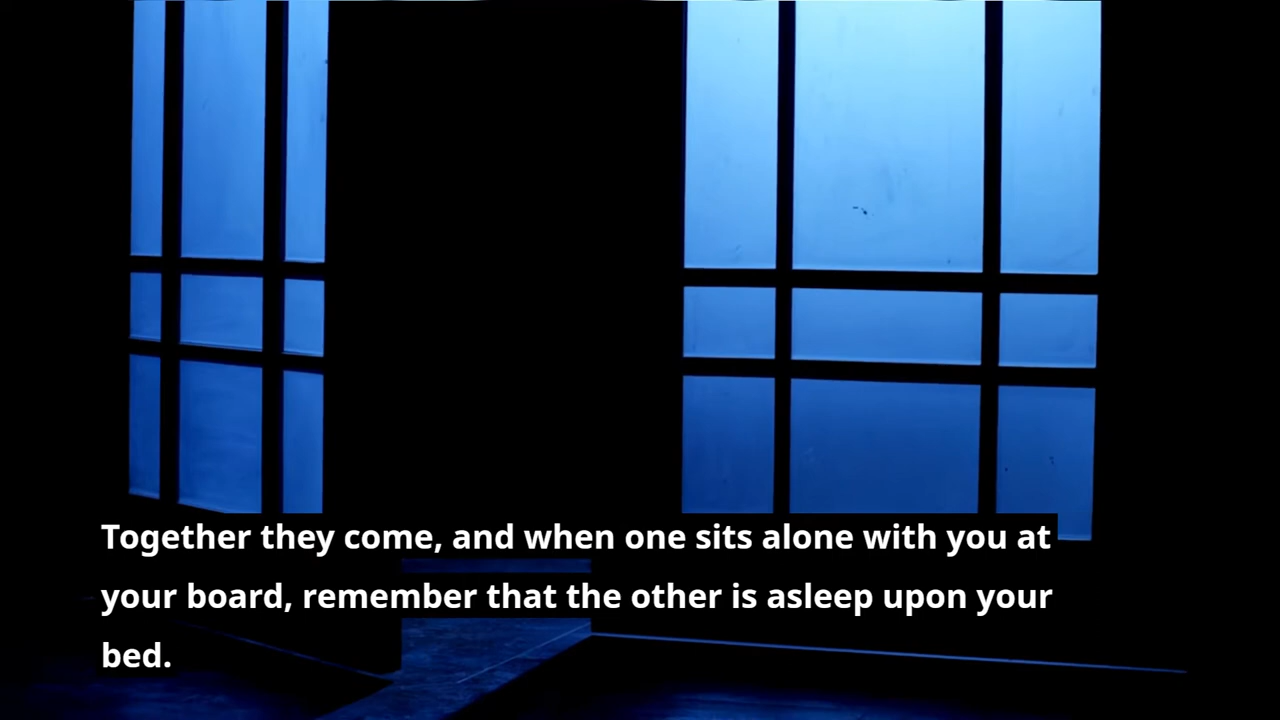 Together they come, and when one sits alone with you at
your board, remember that the other is asleep upon your
bed.